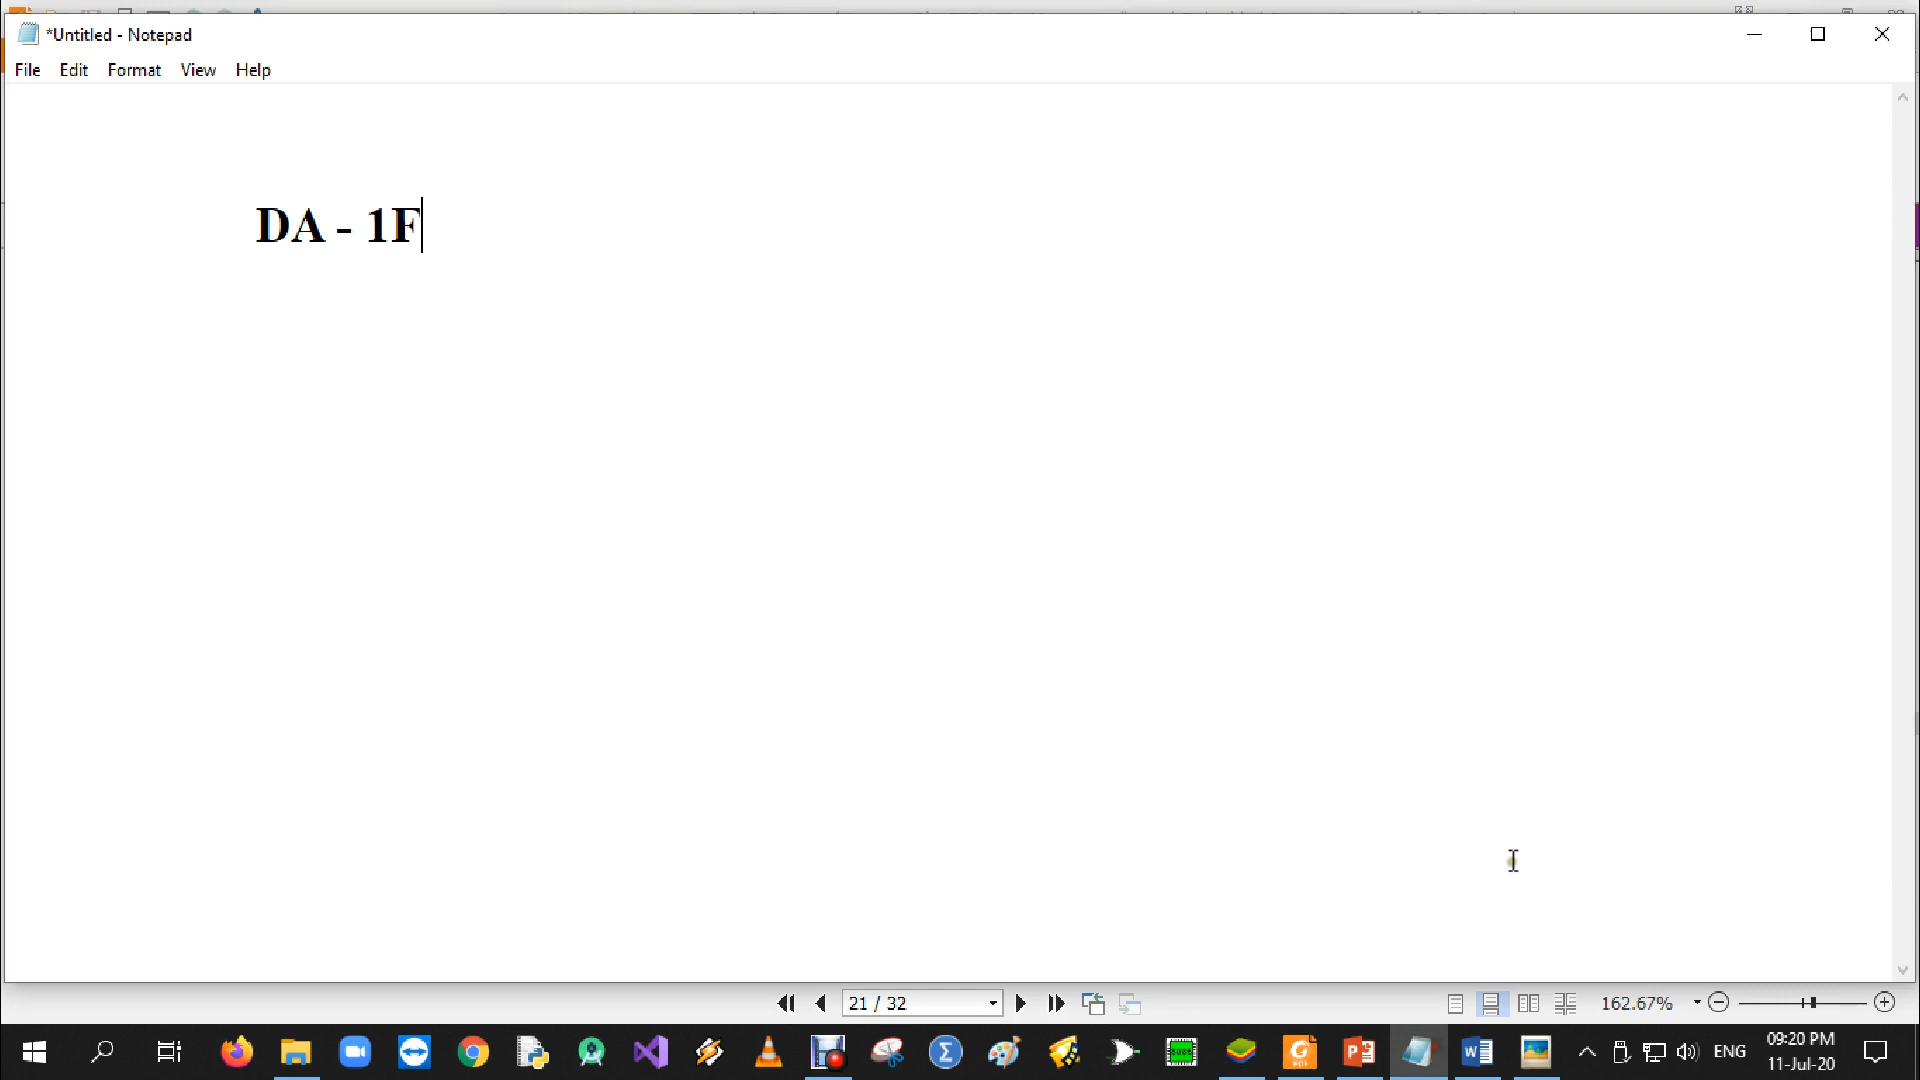 *Untitled - Notepad
File Edit Format View Help
DA - 1F
21 / 32
162.67%
ENG
09:20 PM
11-Jul-20